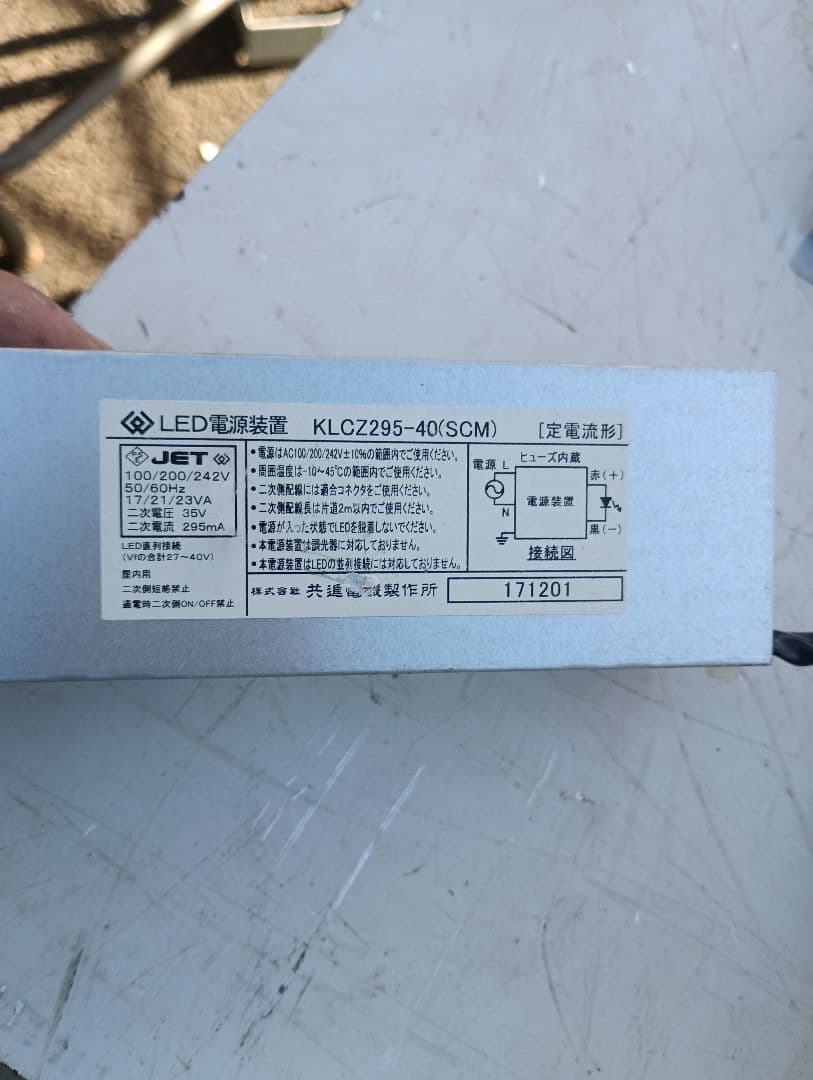 LED電源装置 KLCZ295-40(SCM) [定電流形]
PS E JET
100/200/242V
50/60Hz
17/21/23VA
二次電圧 35V
二次電流 295mA
LED直列接続
(Vfの合計27～40V)
屋内用
二次側短絡禁止
通電時二次側ON/OFF禁止
•電源はAC100/200/242V±10%の範囲内でご使用ください。
•周囲温度は-10～45℃の範囲内でご使用ください。
•二次側配線には適合コネクタをご使用ください。
•二次側配線長は片道2m以内でご使用ください。
•電源が入った状態でLEDを脱着しないでください。
•本電源装置は調光器に対応しておりません。
•本電源装置はLEDの並列接続には対応しておりません。
電源 L ヒューズ内蔵
赤(+)
電源装置
N
黒(-)
接続図
株式会社 共進電機製作所 171201